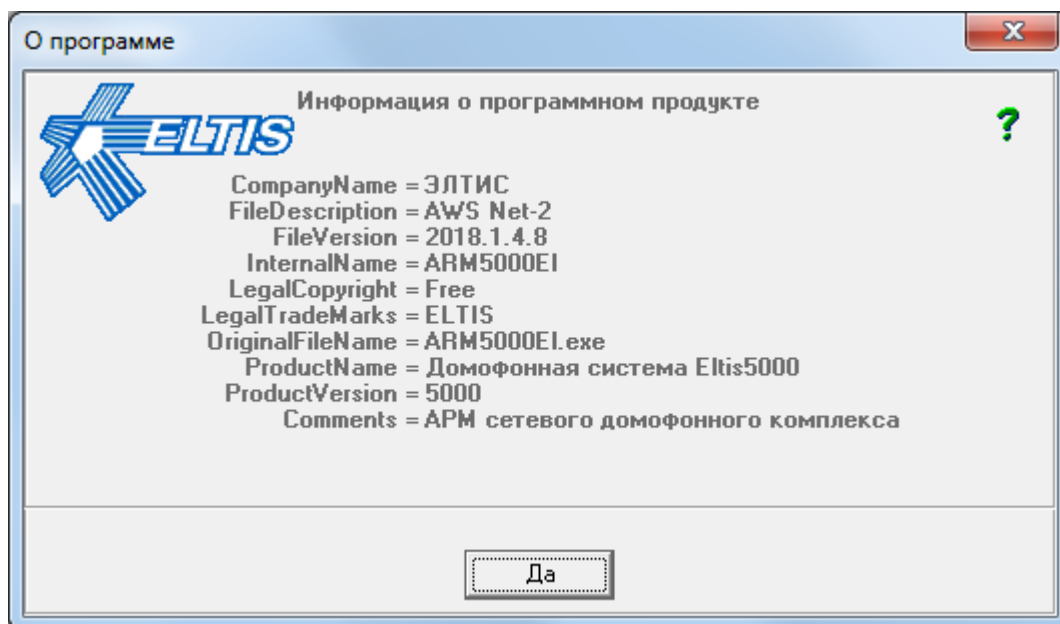 О программе
Информация о программном продукте
ELTIS
?
CompanyName = ЭЛТИС
FileDescription = AWS Net-2
FileVersion = 2018.1.4.8
InternalName = ARM5000EI
LegalCopyright = Free
LegalTradeMarks = ELTIS
OriginalFileName = ARM5000EI.exe
ProductName = Домофонная система Eltis5000
ProductVersion = 5000
Comments = АРМ сетевого домофонного комплекса
Да